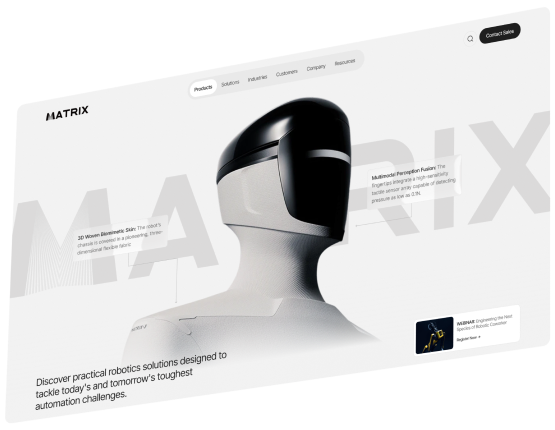 MATRIX
Products
Solutions
Industries
Customers
Company
Resources
Contact Sales
MATRIX
3D Woven Biomimetic Skin: The robot's
chassis is covered in a pioneering, three-
dimensional flexible fabric
Multimodal Perception Fusion: The
fingertips integrate a high-sensitivity
tactile sensor array capable of detecting
pressure as low as 0.1N.
Discover practical robotics solutions designed to
tackle today's and tomorrow's toughest
automation challenges.
WEBINAR: Engineering the Next
Species of Robotic Coworker
Register Now